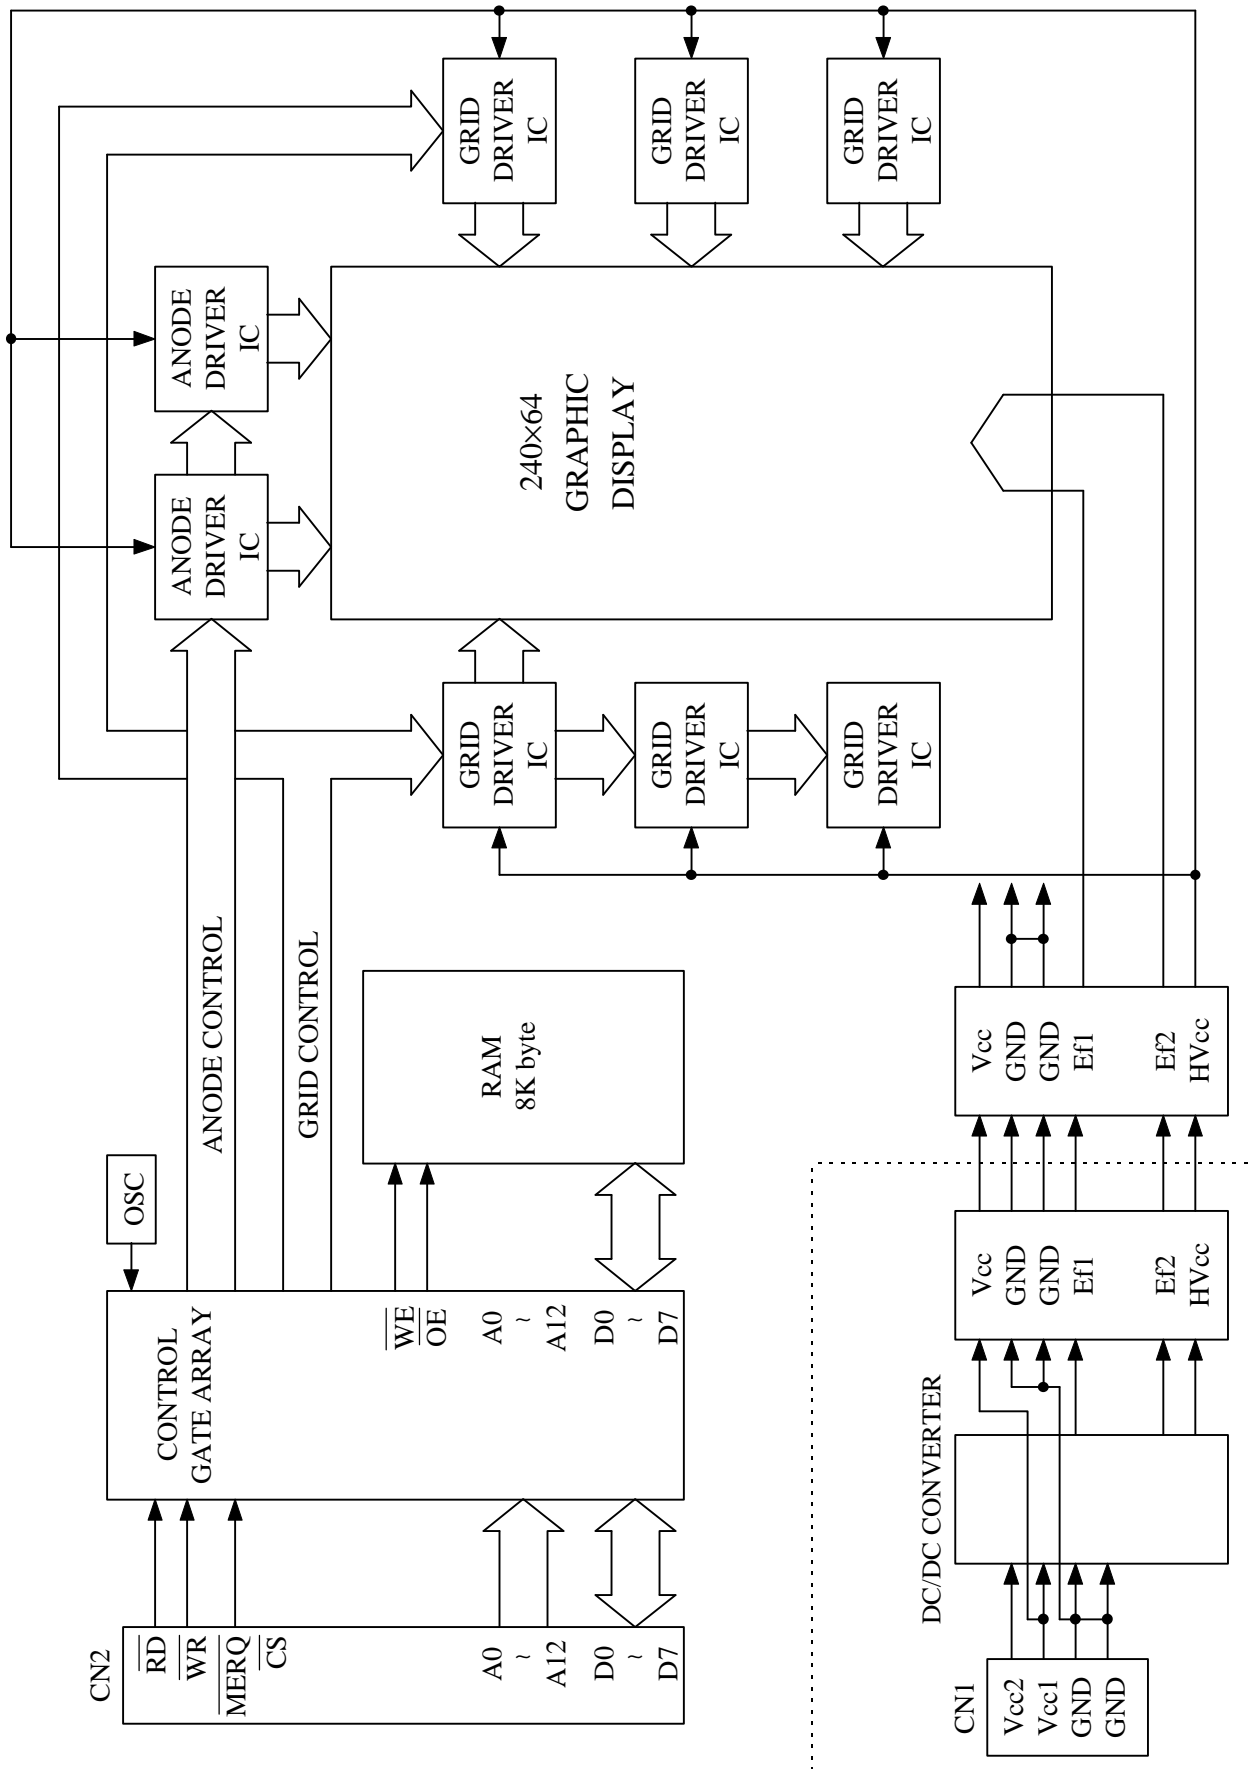 CN2
RD
WR
MERQ
CS
A0
~
A12
D0
~
D7
CONTROL
GATE ARRAY
WE
OE
A0
~
A12
D0
~
D7
OSC
ANODE CONTROL
GRID CONTROL
RAM
8K byte
ANODE
DRIVER
IC
ANODE
DRIVER
IC
GRID
DRIVER
IC
GRID
DRIVER
IC
GRID
DRIVER
IC
240×64
GRAPHIC
DISPLAY
GRID
DRIVER
IC
GRID
DRIVER
IC
GRID
DRIVER
IC
CN1
Vcc2
Vcc1
GND
GND
DC/DC CONVERTER
Vcc
GND
GND
Ef1
Ef2
HVcc
Vcc
GND
GND
Ef1
Ef2
HVcc